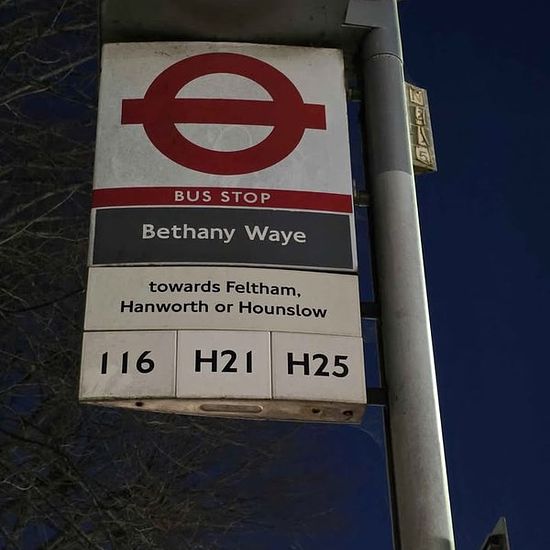 BUS STOP
Bethany Waye
towards Feltham,
Hanworth or Hounslow
116 H21 H25